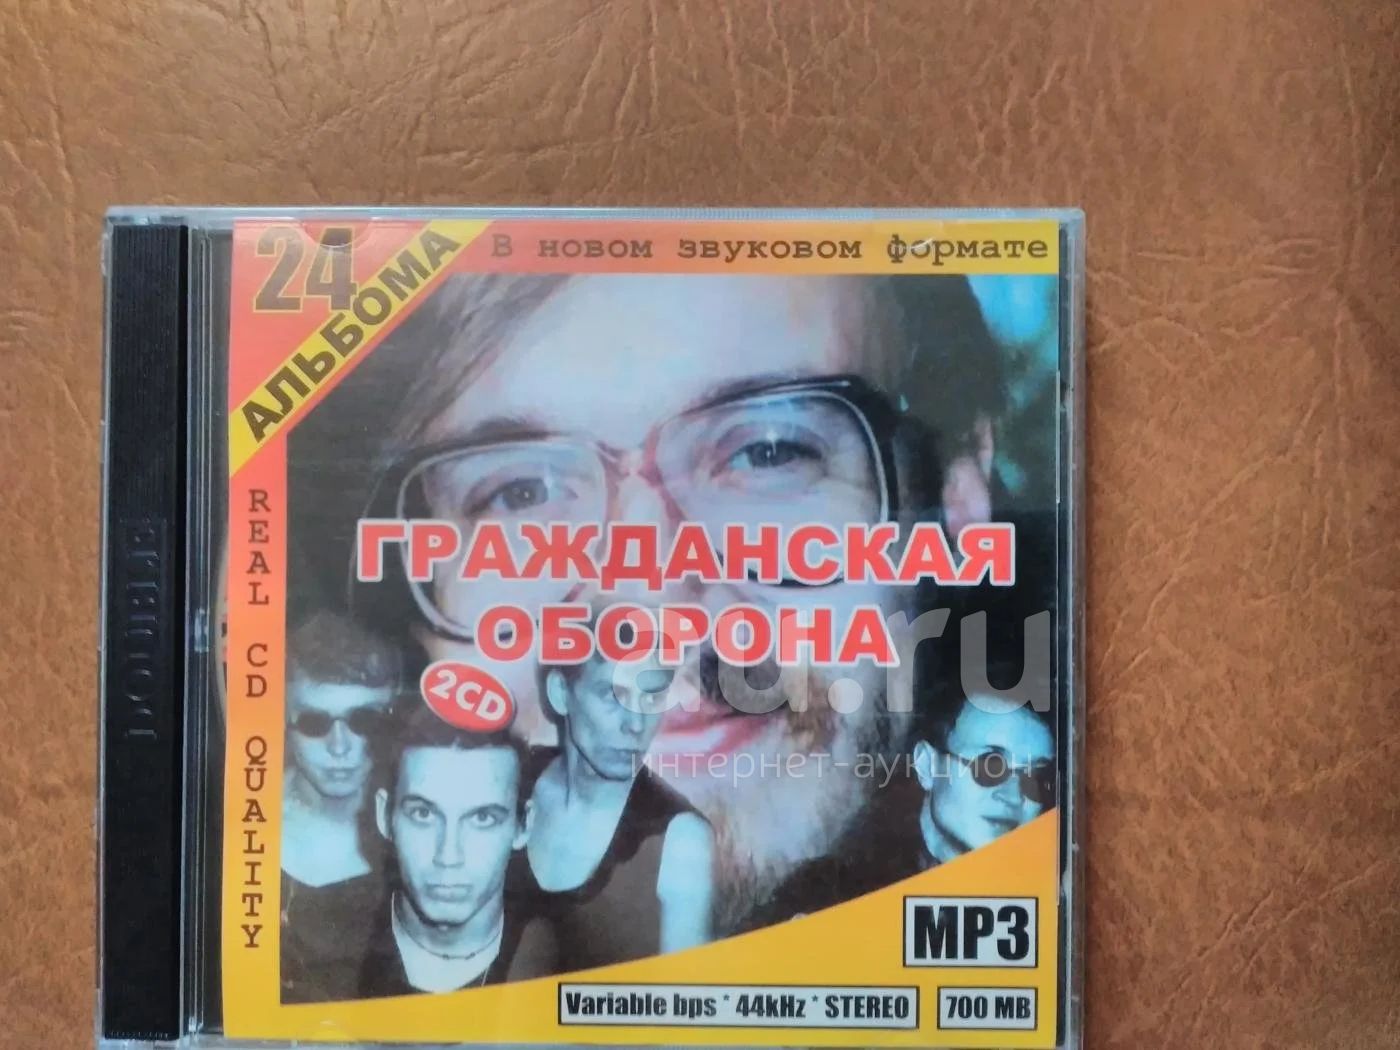 24
АЛЬБОМА
В новом звуковом формате
REAL CD QUALITY
ГРАЖДАНСКАЯ
ОБОРОНА
2CD
au.ru
интернет-аукцион
DOUBLE
MP3
Variable bps * 44kHz * STEREO
700 MB